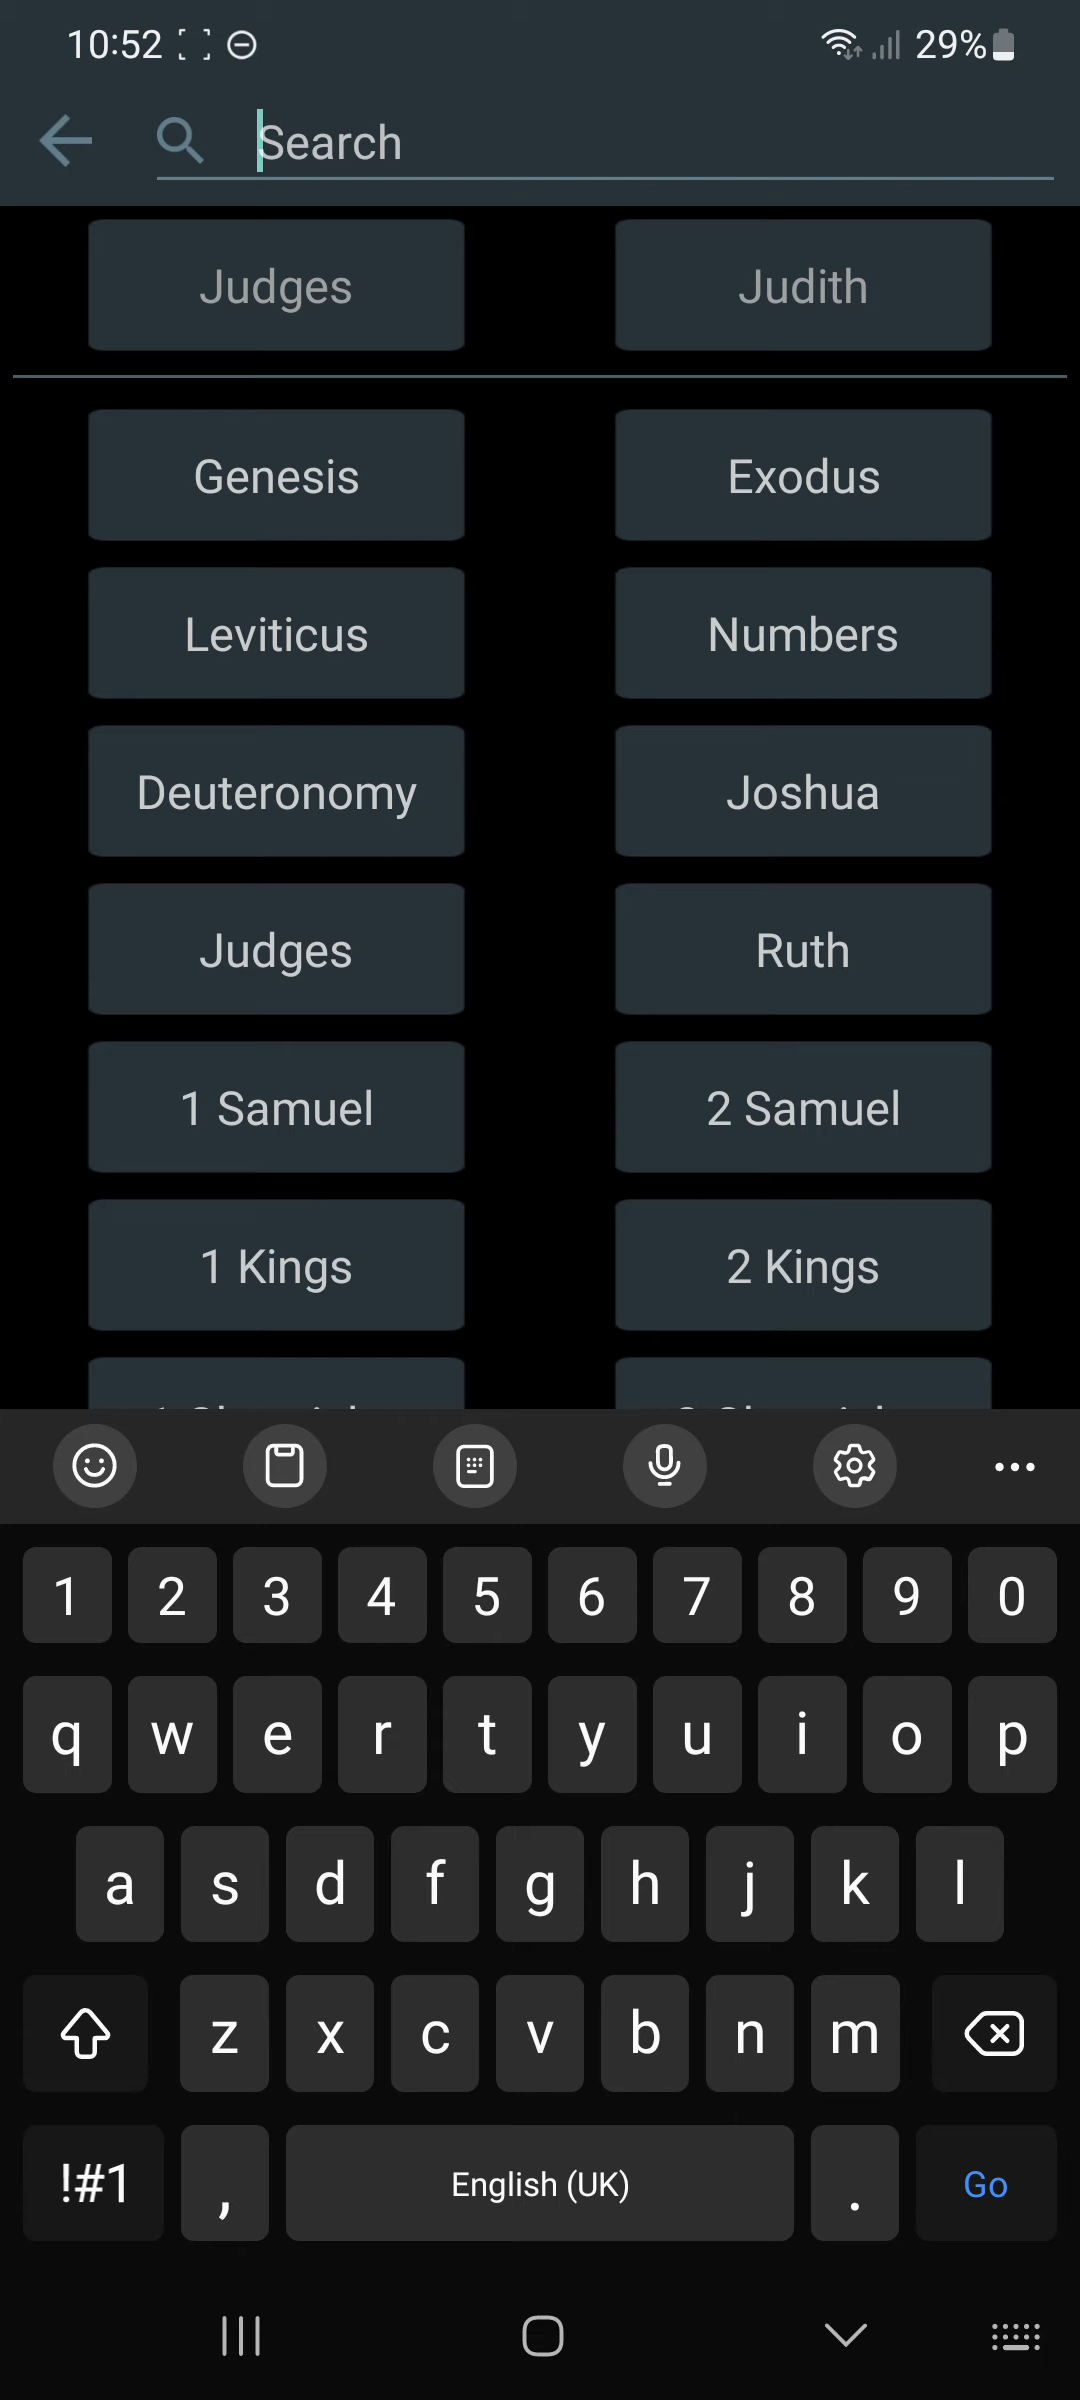 10:52 29%
Search
Judges Judith
Genesis Exodus
Leviticus Numbers
Deuteronomy Joshua
Judges Ruth
1 Samuel 2 Samuel
1 Kings 2 Kings
1 2 3 4 5 6 7 8 9 0
q w e r t y u i o p
a s d f g h j k l
z x c v b n m
!#1 , English (UK) . Go